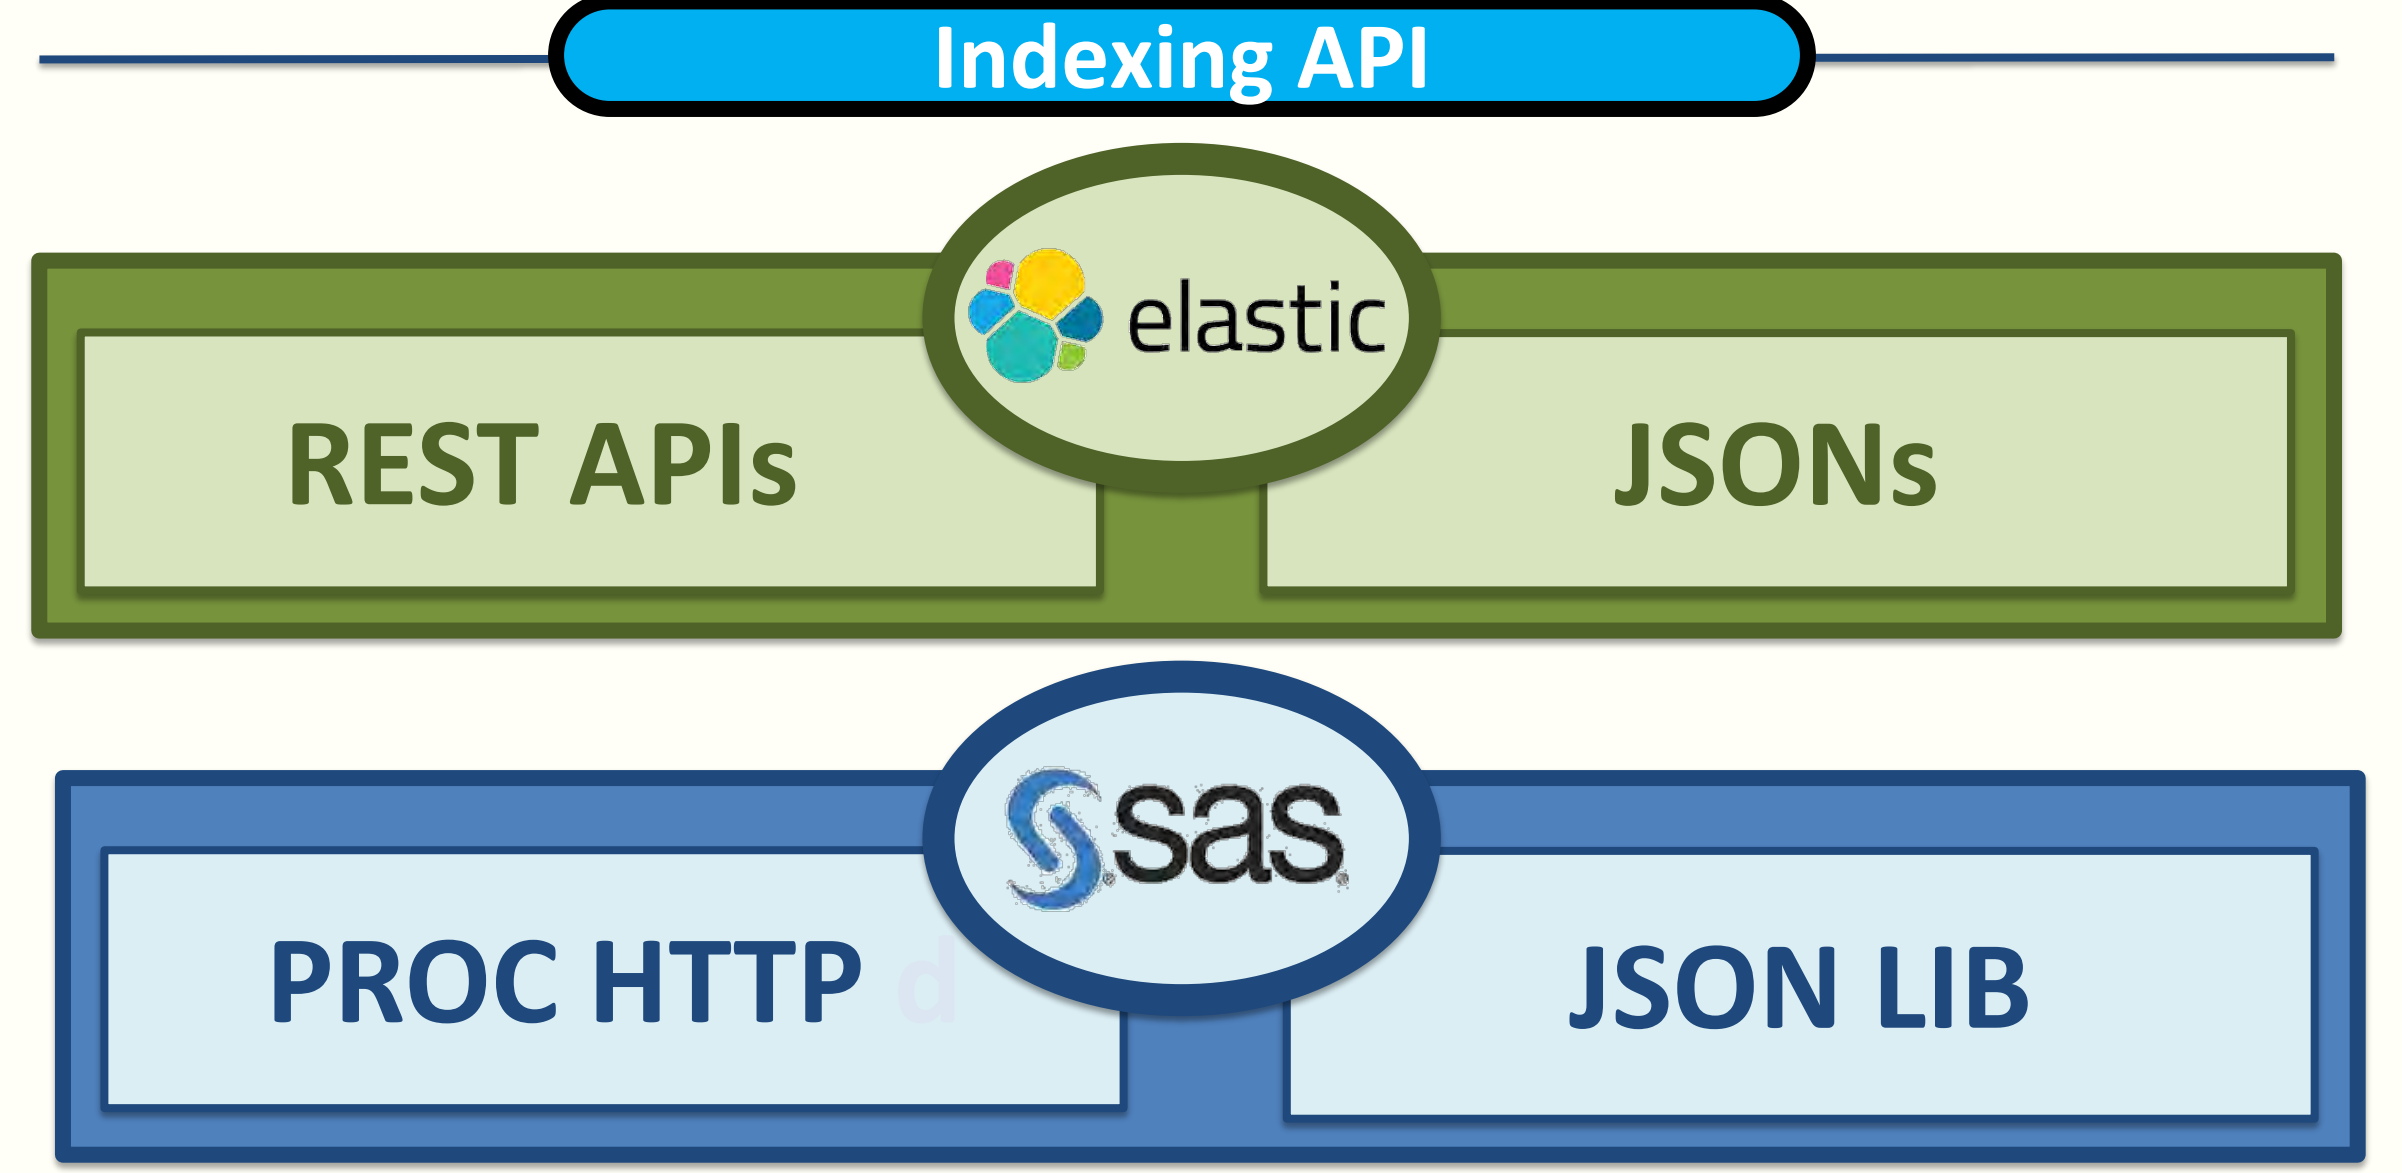 Indexing API
elastic
REST APIs
JSONs
sas
PROC HTTP d
JSON LIB